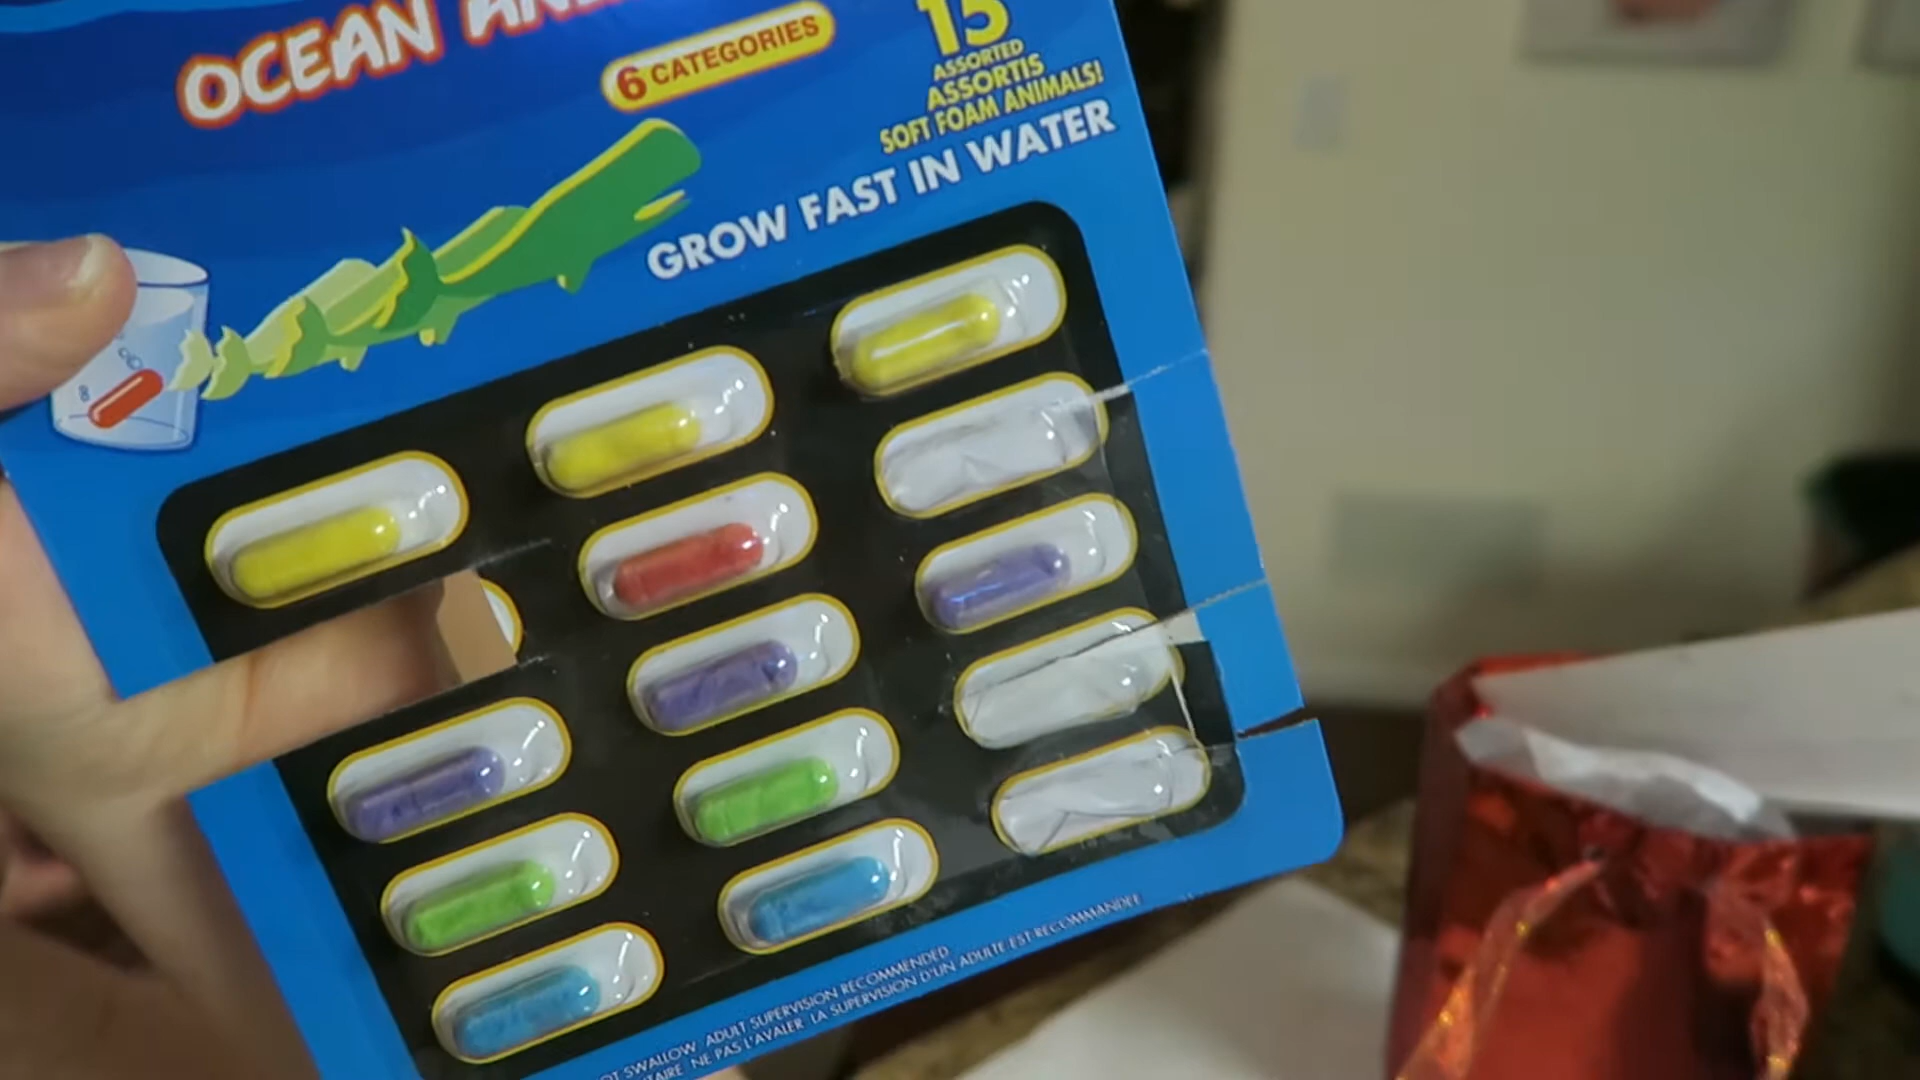 OCEAN
6 CATEGORIES
15
ASSORTED
ASSORTIS
SOFT FOAM ANIMALS!
GROW FAST IN WATER
SWALLOW ADULT SUPERVISION RECOMMENDED
NE PAS L'AVALER LA SUPERVISION D'UN ADULTE EST RECOMMANDÉE